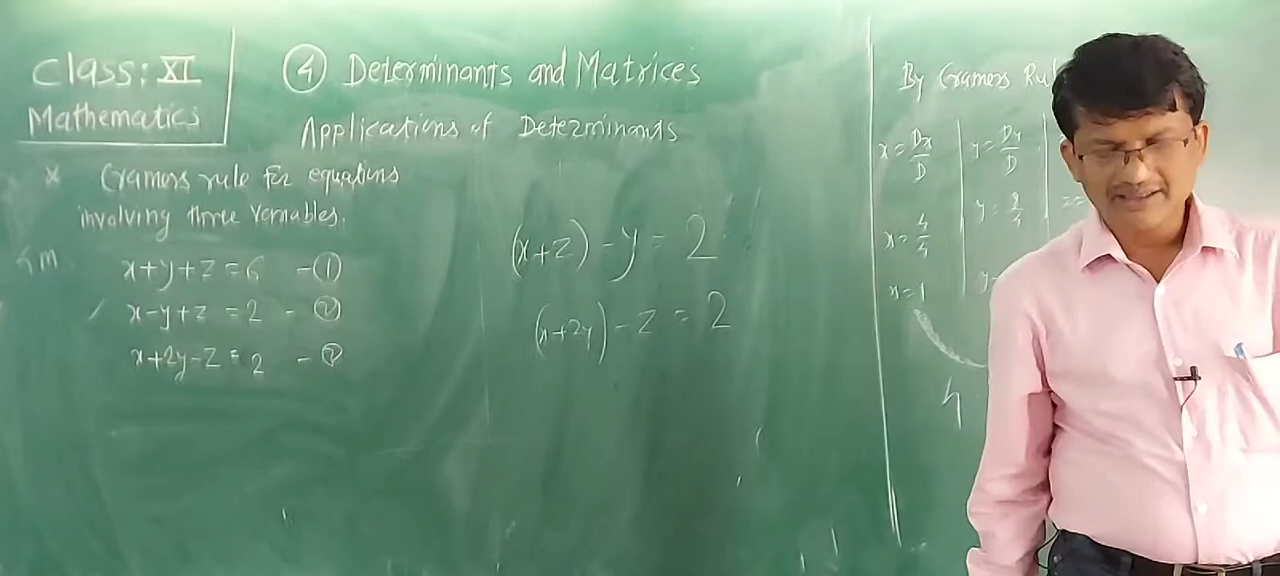 Class: XI
Mathematics
④ Determinants and Matrices
Applications of Determinants
* Cramers rule for equations
involving three variables.
4m
x+y+z=6 -①
x-y+z=2 -②
x+2y-z=2 -③
(x+z)-y=2
(x+2y)-z=2
By Cramers Ru
x=Dx/D
y=Dy/D
x=4/4
y=8/4
z=
x=1
y=